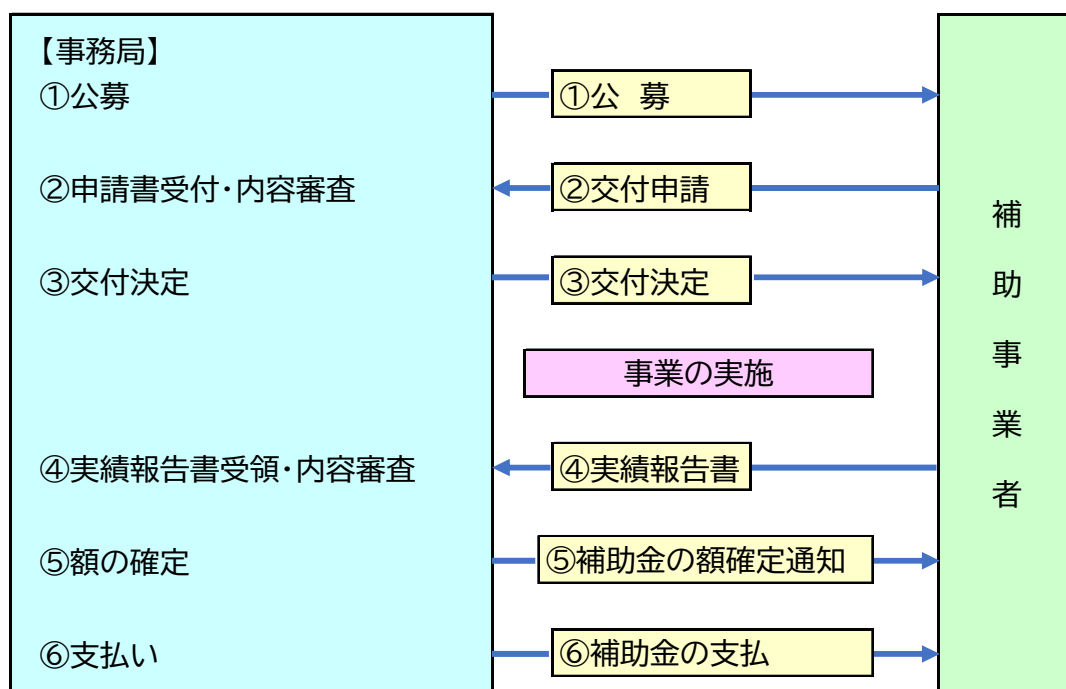 【事務局】
①公募
①公 募
②申請書受付・内容審査
②交付申請
③交付決定
③交付決定
事業の実施
④実績報告書受領・内容審査
④実績報告書
⑤額の確定
⑤補助金の額確定通知
⑥支払い
⑥補助金の支払
補助事業者